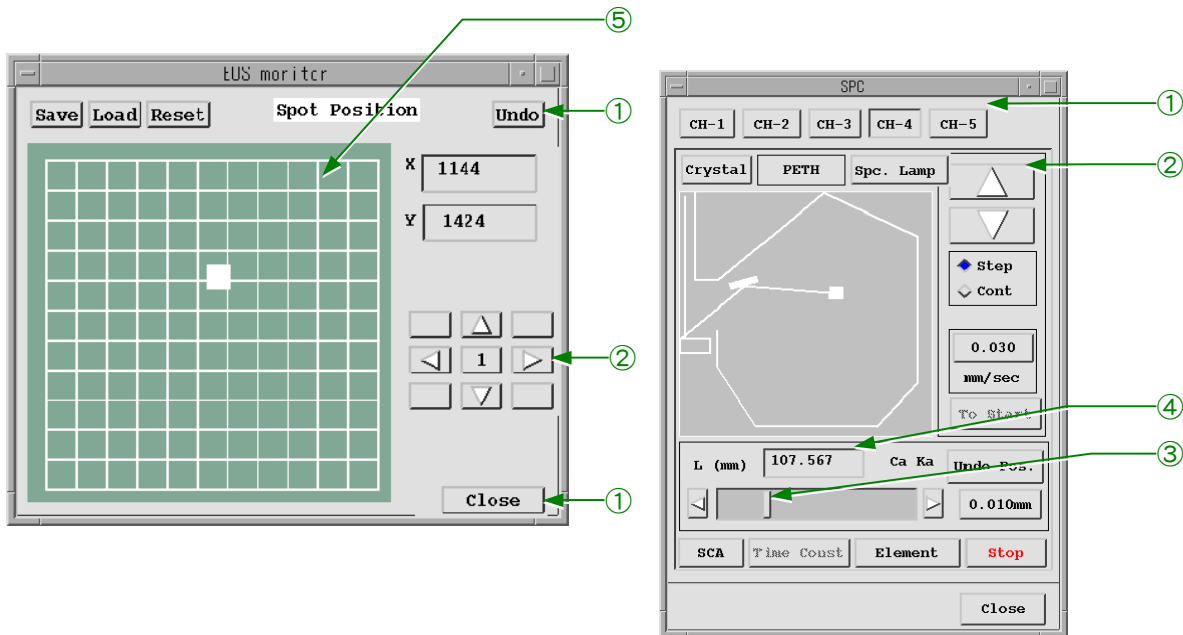 ⑤
EOS moritcr
Save Load Reset Spot Position Undo ①
X 1144
Y 1424
1 ②
Close ①
SPC
①
CH-1 CH-2 CH-3 CH-4 CH-5
Crystal PETH Spc. Lamp ②
Step
Cont
0.030
mm/sec
To Start ④
L (mm) 107.567 Ca Ka Undo Pos. ③
0.010mm
SCA Time Const Element Stop
Close